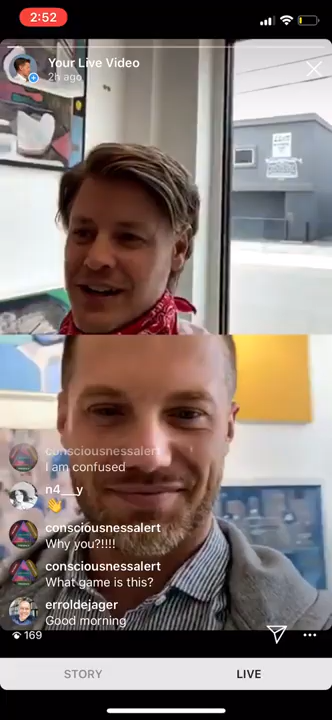 2:52
Your Live Video
2h ago
consciousnessalert
I am confused
n4__y
👋
consciousnessalert
Why you?!!!!
consciousnessalert
What game is this?
erroldejager
Good morning
169
STORY
LIVE